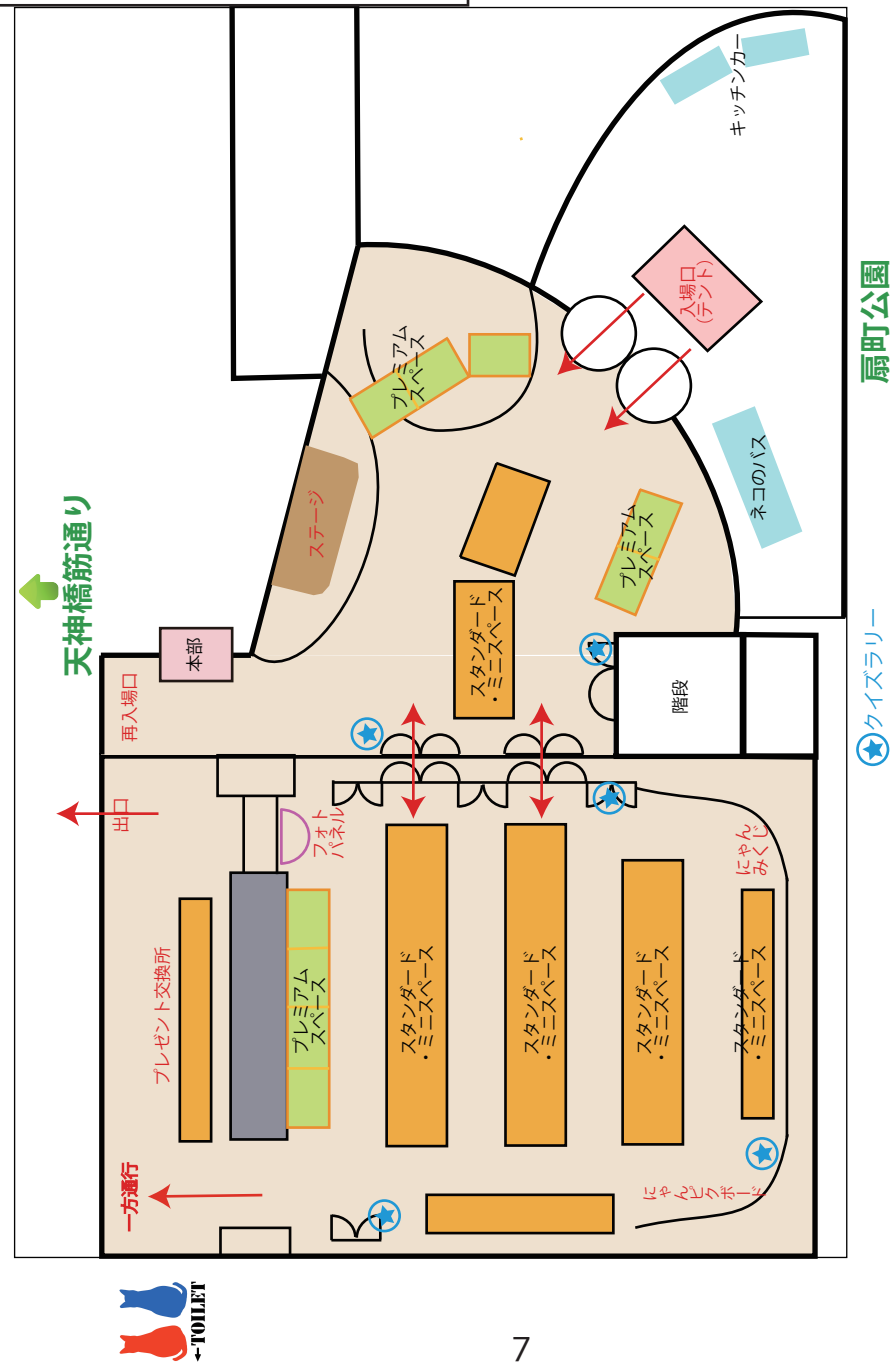 天神橋筋通り
キッチンカー
入場口
(テント)
扇町公園
プレミアム
スペース
ステージ
ネコのバス
プレミアム
スペース
スタンダード
・ミニスペース
本部
再入場口
階段
クイズラリー
出口
フォト
パネル
にゃん
みくじ
プレゼント交換所
プレミアム
スペース
スタンダード
・ミニスペース
スタンダード
・ミニスペース
スタンダード
・ミニスペース
スタンダード
・ミニスペース
一方通行
にゃんピクボード
←TOILET
7